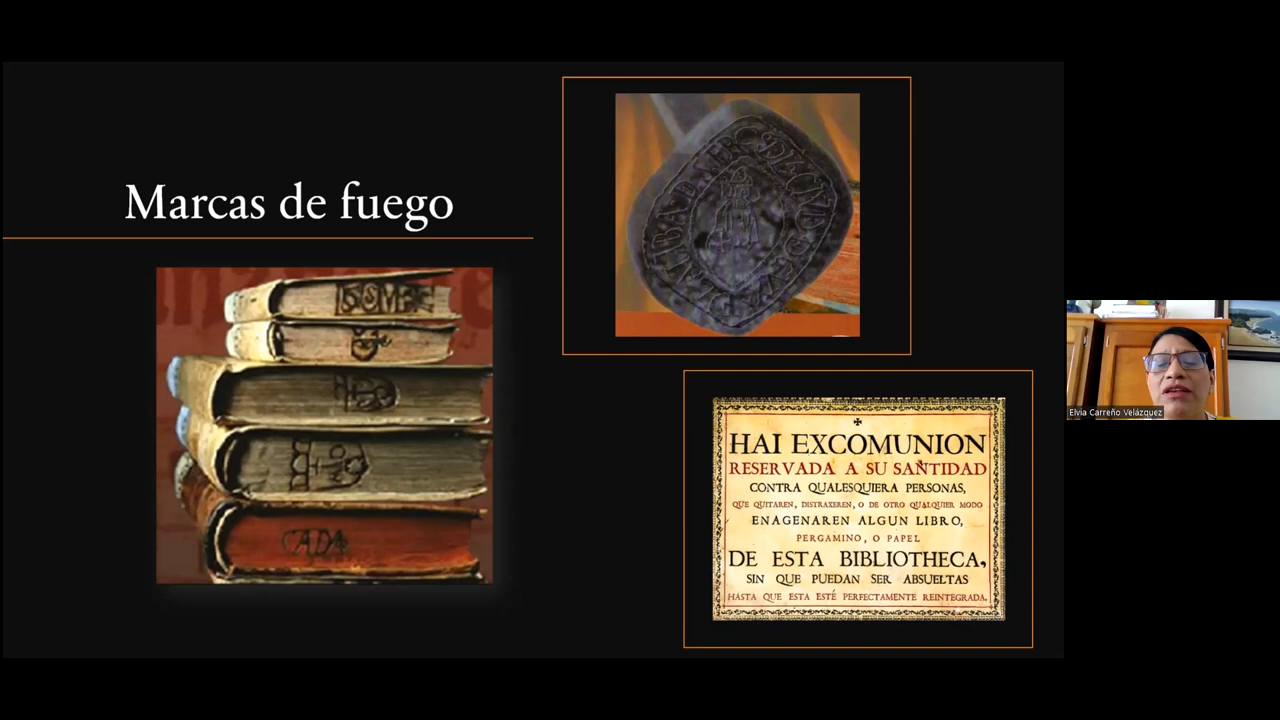 Marcas de fuego
HAI EXCOMUNION
RESERVADA A SU SANTIDAD
CONTRA QUALESQUIERA PERSONAS,
QUE QUITAREN, DISTRAXEREN, O DE OTRO QUALQUIER MODO
ENAGENAREN ALGUN LIBRO,
PERGAMINO, O PAPEL
DE ESTA BIBLIOTHECA,
SIN QUE PUEDAN SER ABSUELTAS
HASTA QUE ESTA ESTÉ PERFECTAMENTE REINTEGRADA.
Elvia Carreño Velázquez